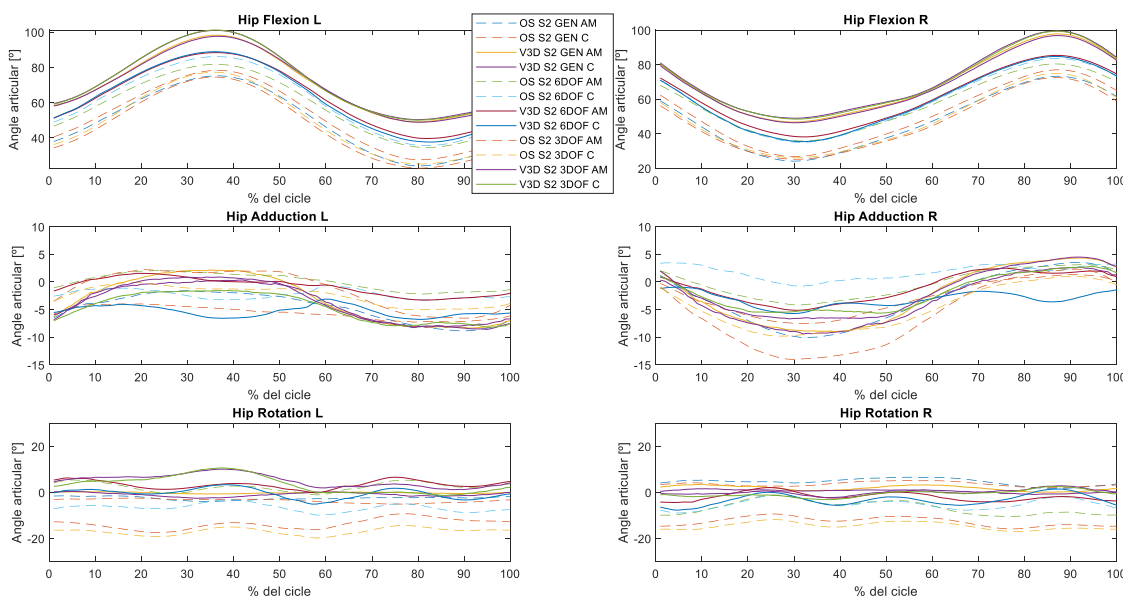 Hip Flexion L
Angle articular [º]
100
80
60
40
0 10 20 30 40 50 60 70 80 90
% del cicle
OS S2 GEN AM
OS S2 GEN C
V3D S2 GEN AM
V3D S2 GEN C
OS S2 6DOF AM
OS S2 6DOF C
V3D S2 6DOF AM
V3D S2 6DOF C
OS S2 3DOF AM
OS S2 3DOF C
V3D S2 3DOF AM
V3D S2 3DOF C
Hip Flexion R
Angle articular [º]
100
80
60
40
20
0 10 20 30 40 50 60 70 80 90 100
% del cicle
Hip Adduction L
Angle articular [º]
10
5
0
-5
-10
-15
0 10 20 30 40 50 60 70 80 90 100
% del cicle
Hip Adduction R
Angle articular [º]
10
5
0
-5
-10
-15
0 10 20 30 40 50 60 70 80 90 100
% del cicle
Hip Rotation L
Angle articular [º]
20
0
-20
0 10 20 30 40 50 60 70 80 90 100
% del cicle
Hip Rotation R
Angle articular [º]
20
0
-20
0 10 20 30 40 50 60 70 80 90 100
% del cicle